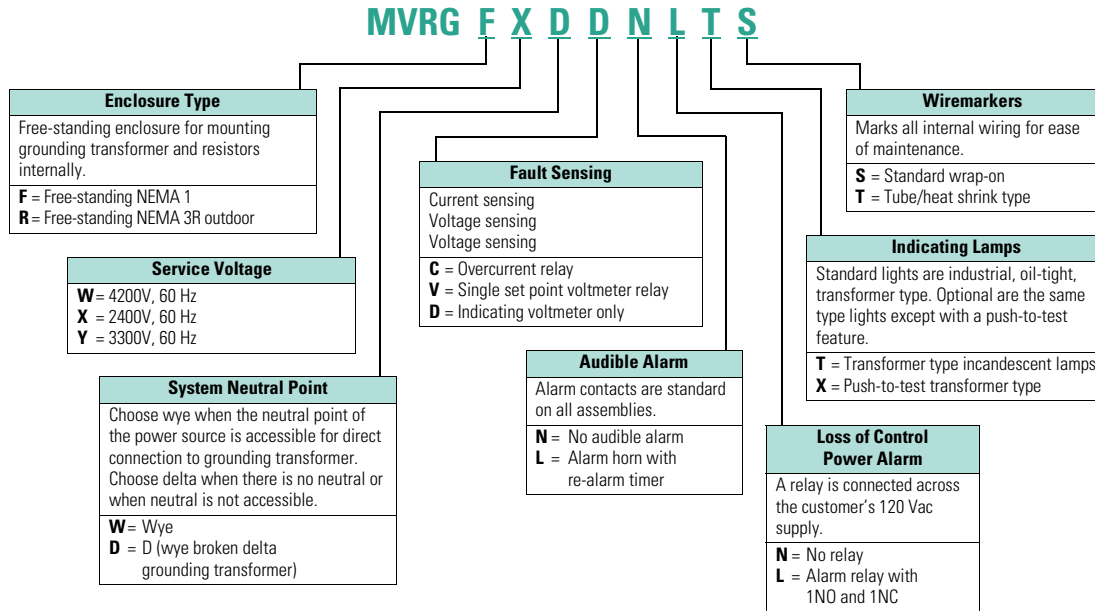 MVRG F X D D N L T S
Enclosure Type
Free-standing enclosure for mounting
grounding transformer and resistors
internally.
F = Free-standing NEMA 1
R = Free-standing NEMA 3R outdoor
Service Voltage
W = 4200V, 60 Hz
X = 2400V, 60 Hz
Y = 3300V, 60 Hz
System Neutral Point
Choose wye when the neutral point of
the power source is accessible for direct
connection to grounding transformer.
Choose delta when there is no neutral or
when neutral is not accessible.
W = Wye
D = D (wye broken delta
grounding transformer)
Fault Sensing
Current sensing
Voltage sensing
Voltage sensing
C = Overcurrent relay
V = Single set point voltmeter relay
D = Indicating voltmeter only
Audible Alarm
Alarm contacts are standard
on all assemblies.
N = No audible alarm
L = Alarm horn with
re-alarm timer
Loss of Control
Power Alarm
A relay is connected across
the customer's 120 Vac
supply.
N = No relay
L = Alarm relay with
1NO and 1NC
Indicating Lamps
Standard lights are industrial, oil-tight,
transformer type. Optional are the same
type lights except with a push-to-test
feature.
T = Transformer type incandescent lamps
X = Push-to-test transformer type
Wiremarkers
Marks all internal wiring for ease
of maintenance.
S = Standard wrap-on
T = Tube/heat shrink type